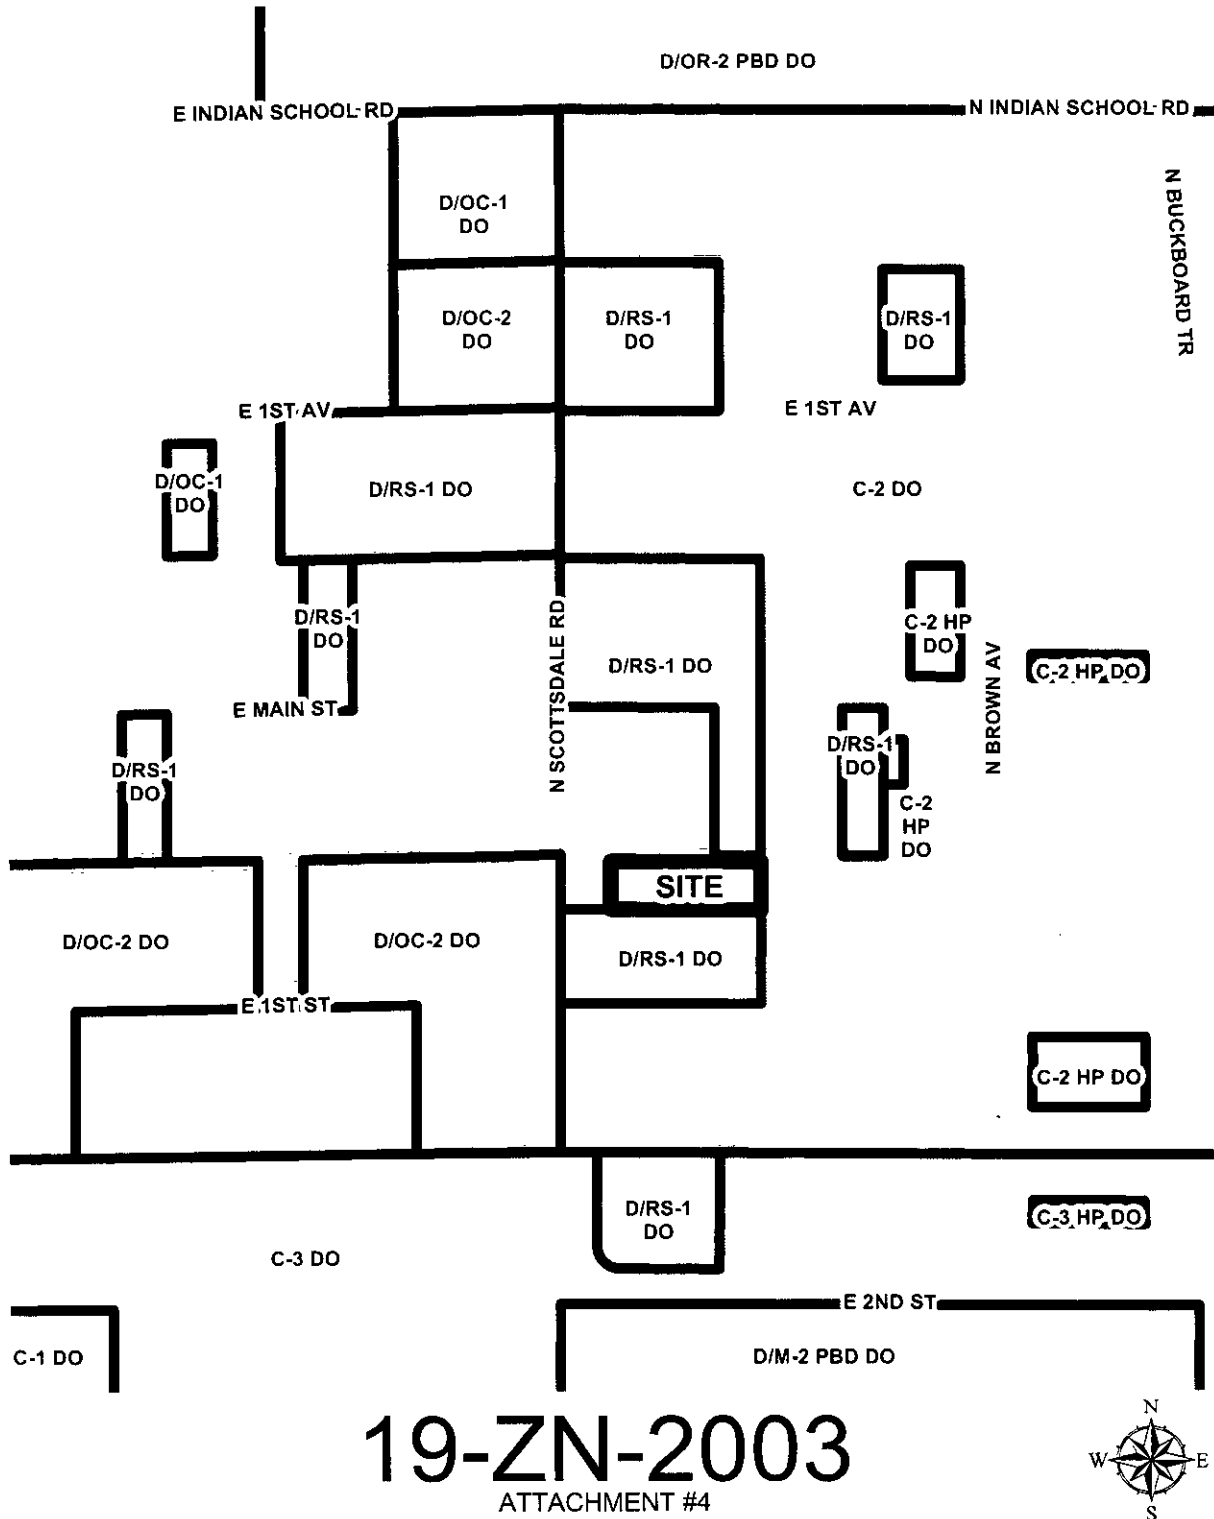 D/OR-2 PBD DO
E INDIAN SCHOOL RD
N INDIAN SCHOOL RD
N BUCKBOARD TR
D/OC-1
DO
D/OC-2
DO
D/RS-1
DO
D/RS-1
DO
E 1ST AV
E 1ST AV
D/OC-1
DO
D/RS-1 DO
C-2 DO
D/RS-1
DO
N SCOTTSDALE RD
D/RS-1 DO
C-2 HP
DO
N BROWN AV
C-2 HP DO
E MAIN ST
D/RS-1
DO
D/RS-1
DO
C-2
HP
DO
SITE
D/OC-2 DO
D/OC-2 DO
D/RS-1 DO
E 1ST ST
C-2 HP DO
D/RS-1
DO
C-3 HP DO
C-3 DO
E 2ND ST
C-1 DO
D/M-2 PBD DO
19-ZN-2003
ATTACHMENT #4
N
W
E
S